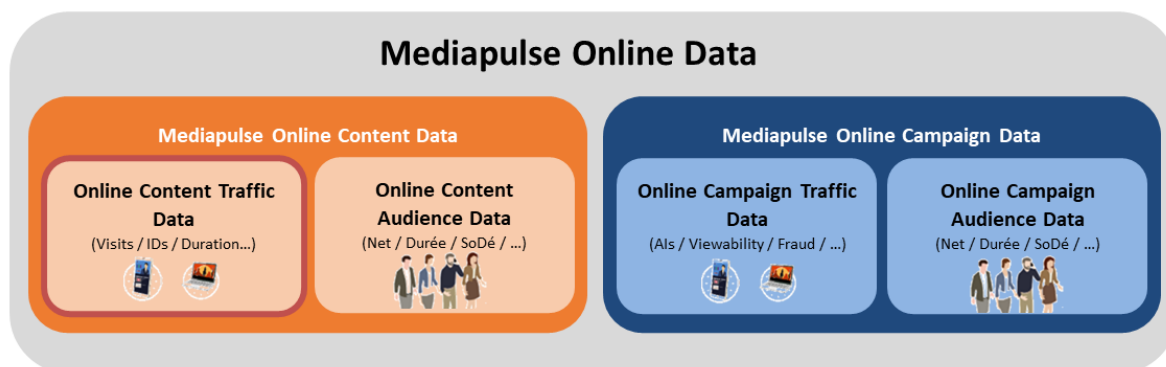 Mediapulse Online Data
Mediapulse Online Content Data
Online Content Traffic
Data
(Visits / IDs / Duration...)
Online Content
Audience Data
(Net / Durée / SoDé / ...)
Mediapulse Online Campaign Data
Online Campaign Traffic
Data
(AIs / Viewability / Fraud / ...)
Online Campaign
Audience Data
(Net / Durée / SoDé / ...)